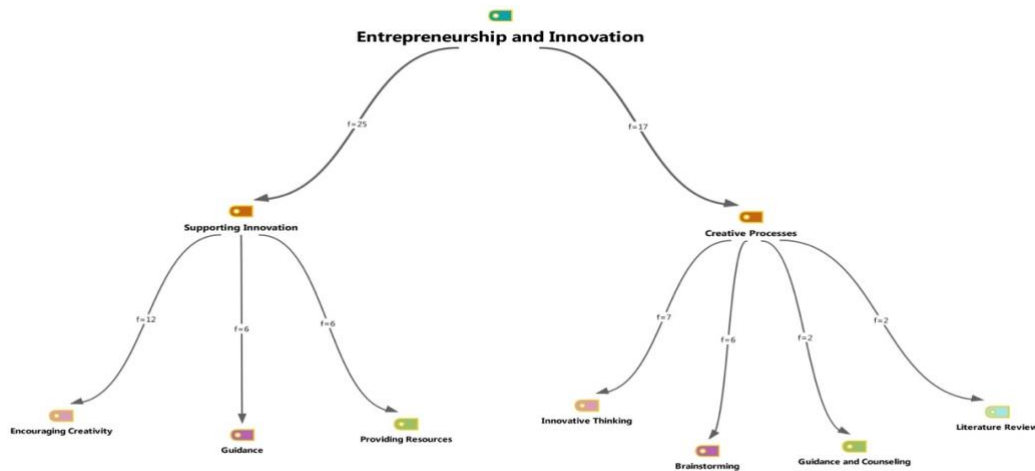 Entrepreneurship and Innovation
f=25
f=17
Supporting Innovation
Creative Processes
f=12
f=6
f=6
f=7
f=6
f=2
f=2
Encouraging Creativity
Guidance
Providing Resources
Innovative Thinking
Brainstorming
Guidance and Counseling
Literature Review